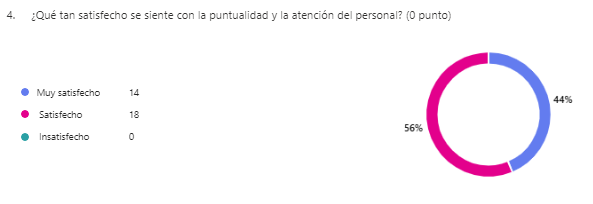 4. ¿Qué tan satisfecho se siente con la puntualidad y la atención del personal? (0 punto)
Muy satisfecho 14
Satisfecho 18
Insatisfecho 0
44%
56%